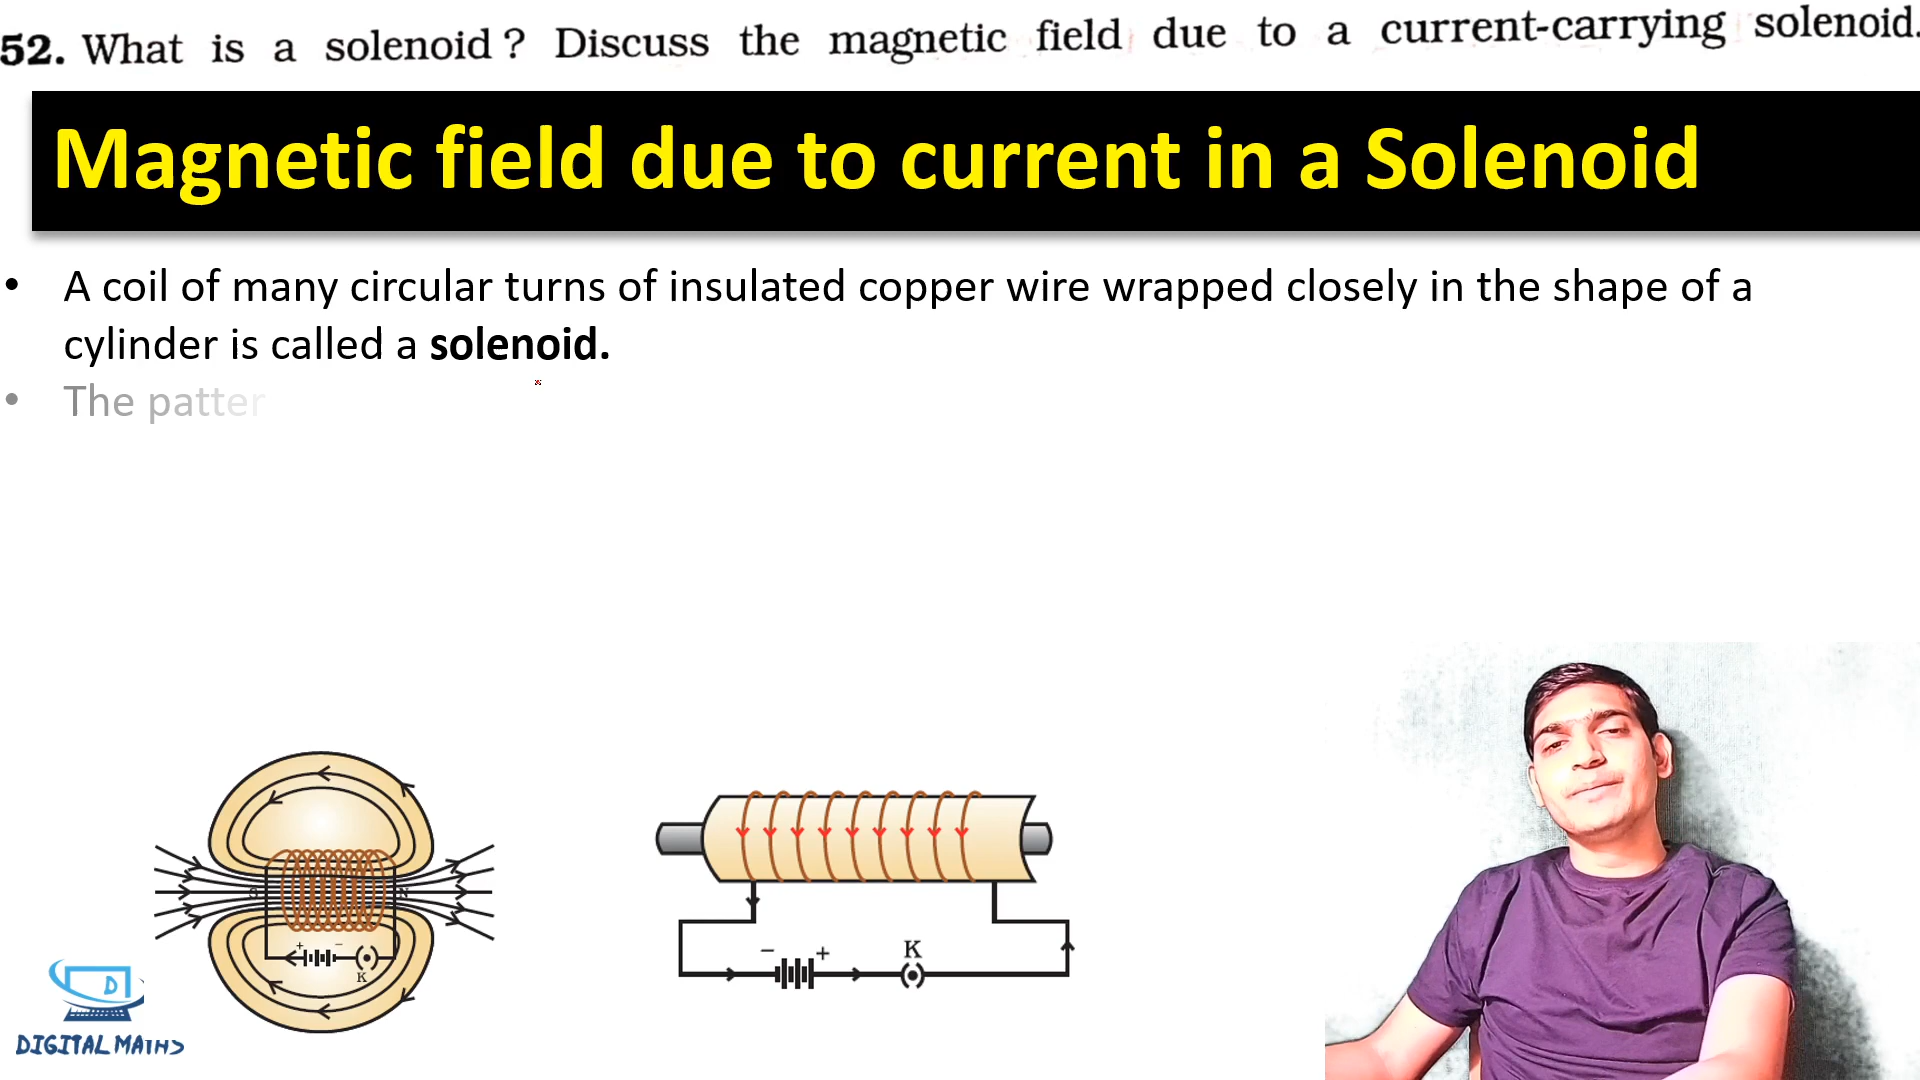 52. What is a solenoid ? Discuss the magnetic field due to a current-carrying solenoid.
Magnetic field due to current in a Solenoid
• A coil of many circular turns of insulated copper wire wrapped closely in the shape of a
cylinder is called a solenoid.
• The patter
S N
+ −
K
− +
K
D
DIGITAL MATHS